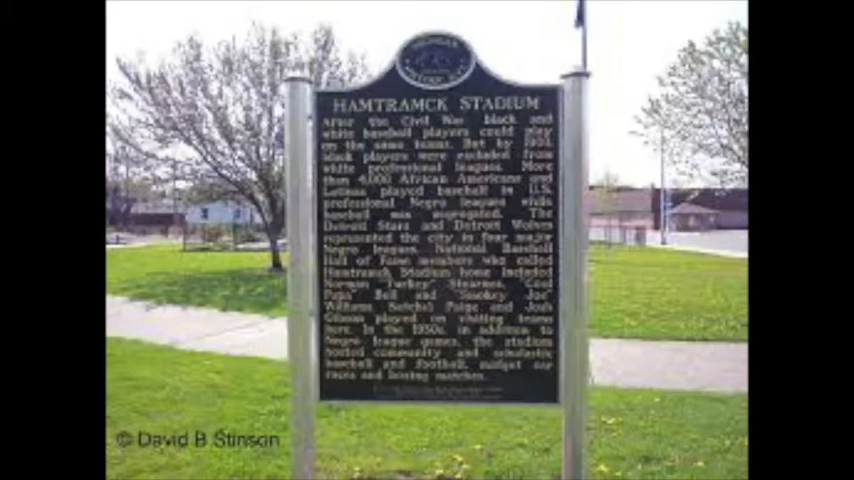 HAMTRAMCK STADIUM
After the Civil War black and
white baseball players could play
on the same teams. But by 1900,
black players were excluded from
white professional leagues. More
than 4,000 African Americans and
Latinos played baseball in U.S.
professional Negro leagues while
baseball was segregated. The
Detroit Stars and Detroit Wolves
represented the city in four major
Negro leagues. National Baseball
Hall of Fame members who called
Hamtramck Stadium home included
Norman "Turkey" Stearnes, "Cool
Papa" Bell and "Smokey Joe"
Williams. Satchel Paige and Josh
Gibson played on visiting teams
here. In the 1930s, in addition to
Negro league games, the stadium
hosted community and scholastic
baseball and football, midget car
races and boxing matches.
© David B Stinson